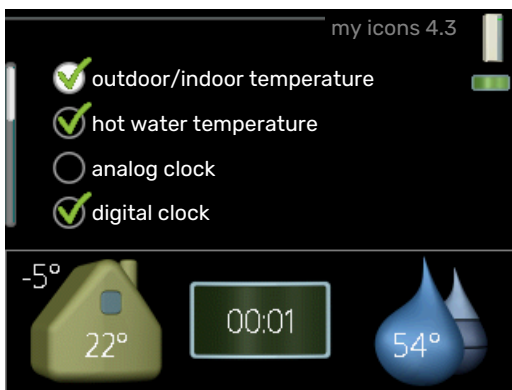 my icons 4.3
outdoor/indoor temperature
hot water temperature
analog clock
digital clock
-5°
22°
00:01
54°